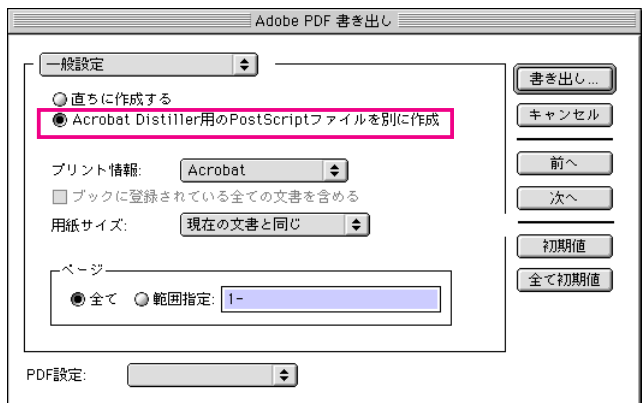 Adobe PDF 書き出し
一般設定
直ちに作成する
Acrobat Distiller用のPostScriptファイルを別に作成
プリント情報: Acrobat
ブックに登録されている全ての文書を含める
用紙サイズ: 現在の文書と同じ
ページ
全て 範囲指定: 1-
PDF設定:
書き出し...
キャンセル
前へ
次へ
初期値
全て初期値